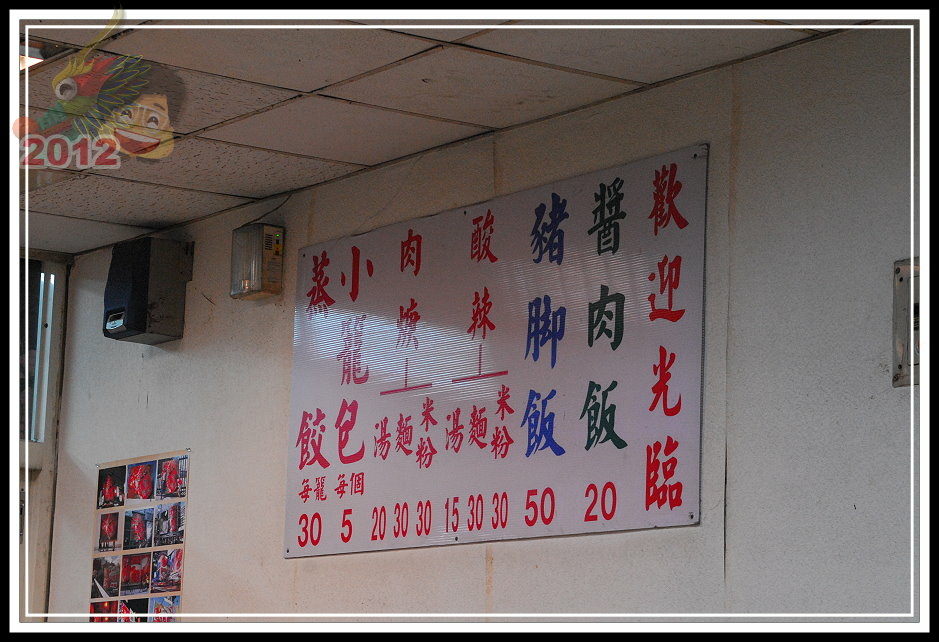 2012
歡迎光臨
醬肉飯 20
豬脚飯 50
酸辣
米粉 30
麵 30
湯 15
肉焿
米粉 30
麵 30
湯 20
小籠包 每個 5
蒸餃 每籠 30